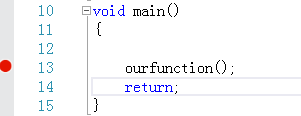 10 void main()
11 {
12
13 ourfunction();
14 return;
15 }